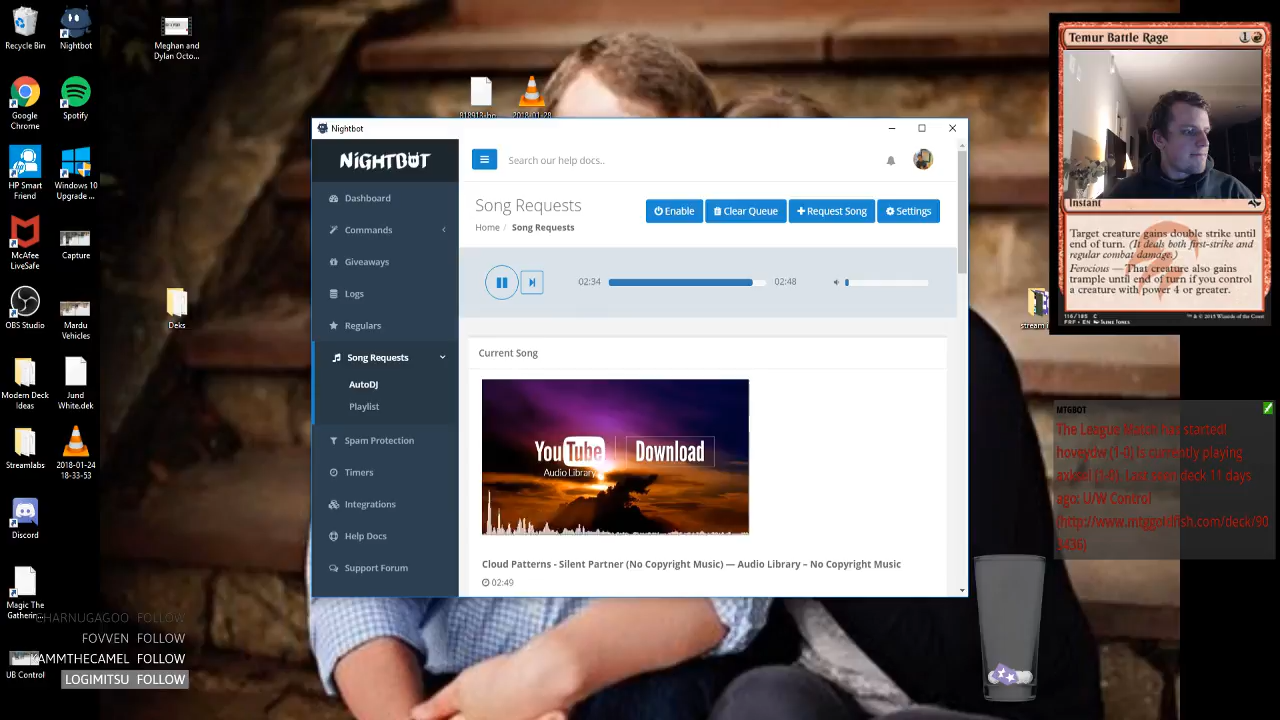 Recycle Bin
Nightbot
Meghan and
Dylan Octo...
Google
Chrome
Spotify
HP Smart
Friend
Windows 10
Upgrade ...
McAfee
LiveSafe
Capture
OBS Studio
Mardu
Vehicles
Deks
Modern Deck
Ideas
Jund
White.dek
Streamlabs
2018-01-24
18-33-53
Discord
Magic The
Gatherin...
UB Control
CHARNUGAGOO FOLLOW
FOVVEN FOLLOW
KAMMTHECAMEL FOLLOW
LOGIMITSU FOLLOW
2018-01-28
Nightbot
NIGHTBOT
Search our help docs..
Dashboard
Commands
Giveaways
Logs
Regulars
Song Requests
AutoDJ
Playlist
Spam Protection
Timers
Integrations
Help Docs
Support Forum
Song Requests
Home / Song Requests
Enable
Clear Queue
Request Song
Settings
02:34
02:48
Current Song
YouTube
Audio Library
Download
Cloud Patterns - Silent Partner (No Copyright Music) — Audio Library – No Copyright Music
02:49
stream
Temur Battle Rage
1
Instant
Target creature gains double strike until
end of turn. (It deals both first-strike and
regular combat damage.)
Ferocious — That creature also gains
trample until end of turn if you control
a creature with power 4 or greater.
MTGBOT
The League Match has started!
(1-0) is currently playing
Last seen deck 11 days
ago: U/W Control